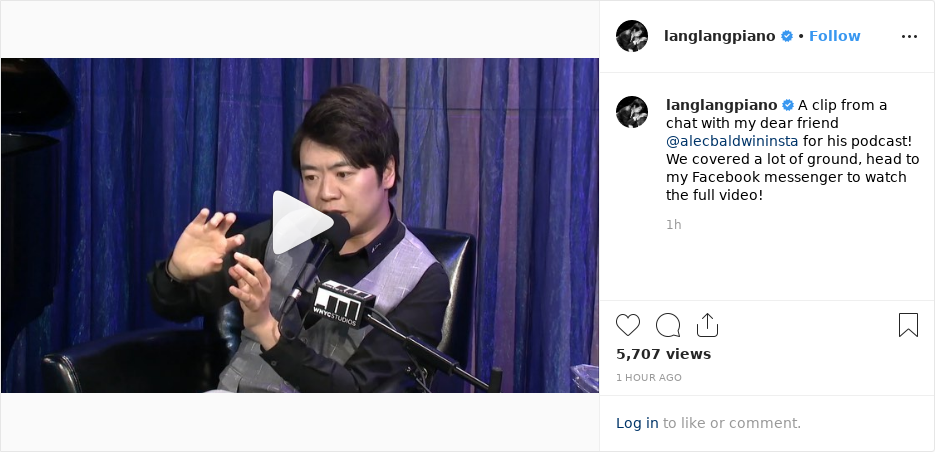 langlangpiano • Follow
langlangpiano A clip from a
chat with my dear friend
@alecbaldwininsta for his podcast!
We covered a lot of ground, head to
my Facebook messenger to watch
the full video!
1h
WNYC STUDIOS
5,707 views
1 HOUR AGO
Log in to like or comment.